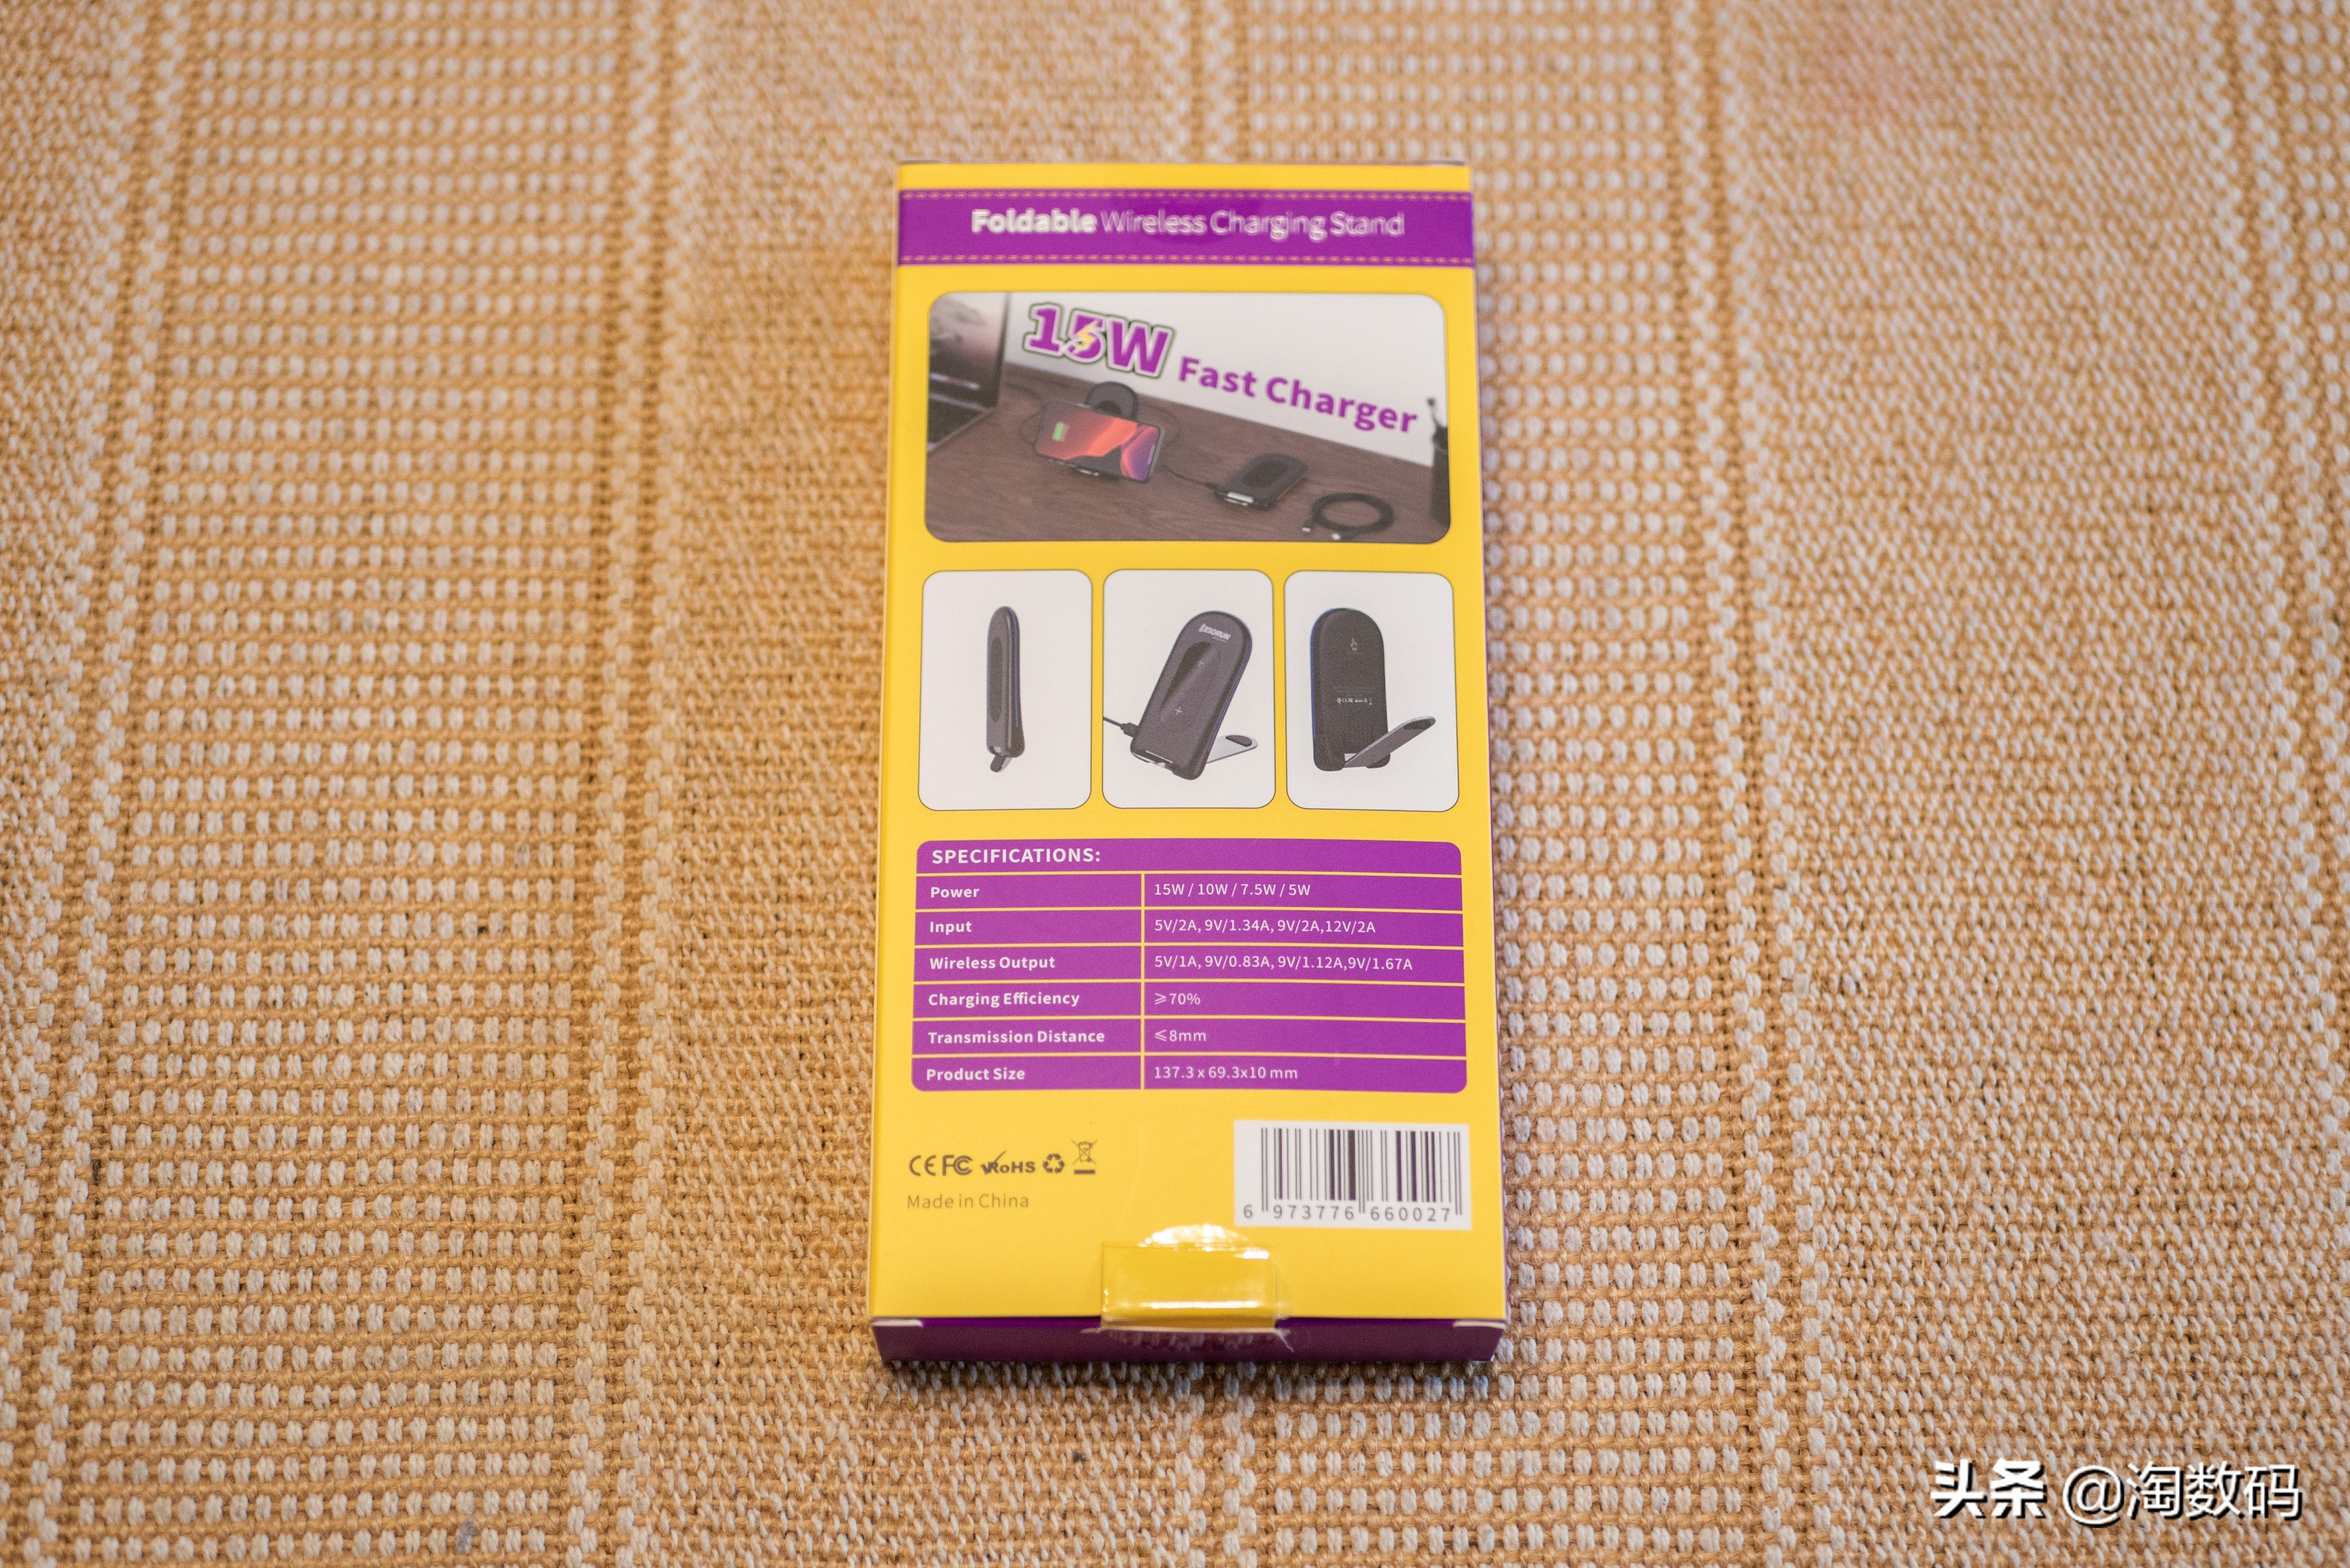 Foldable Wireless Charging Stand
15W Fast Charger
SPECIFICATIONS:
Power 15W / 10W / 7.5W / 5W
Input 5V/2A, 9V/1.34A, 9V/2A,12V/2A
Wireless Output 5V/1A, 9V/0.83A, 9V/1.12A,9V/1.67A
Charging Efficiency ⩾70%
Transmission Distance ⩽8mm
Product Size 137.3 x 69.3x10 mm
CE FC RoHS
Made in China
6 973776 660027
头条 @淘数码